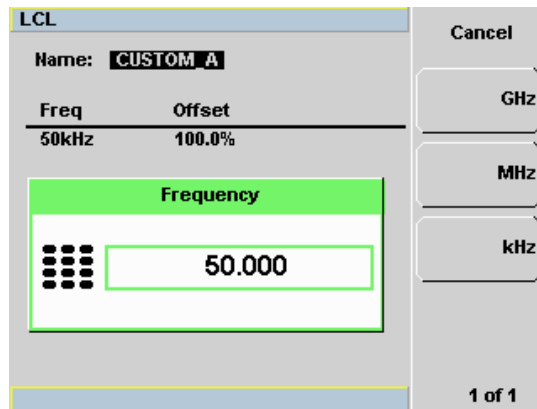 LCL
Name: CUSTOM_A
Freq Offset
50kHz 100.0%
Frequency
50.000
Cancel
GHz
MHz
kHz
1 of 1